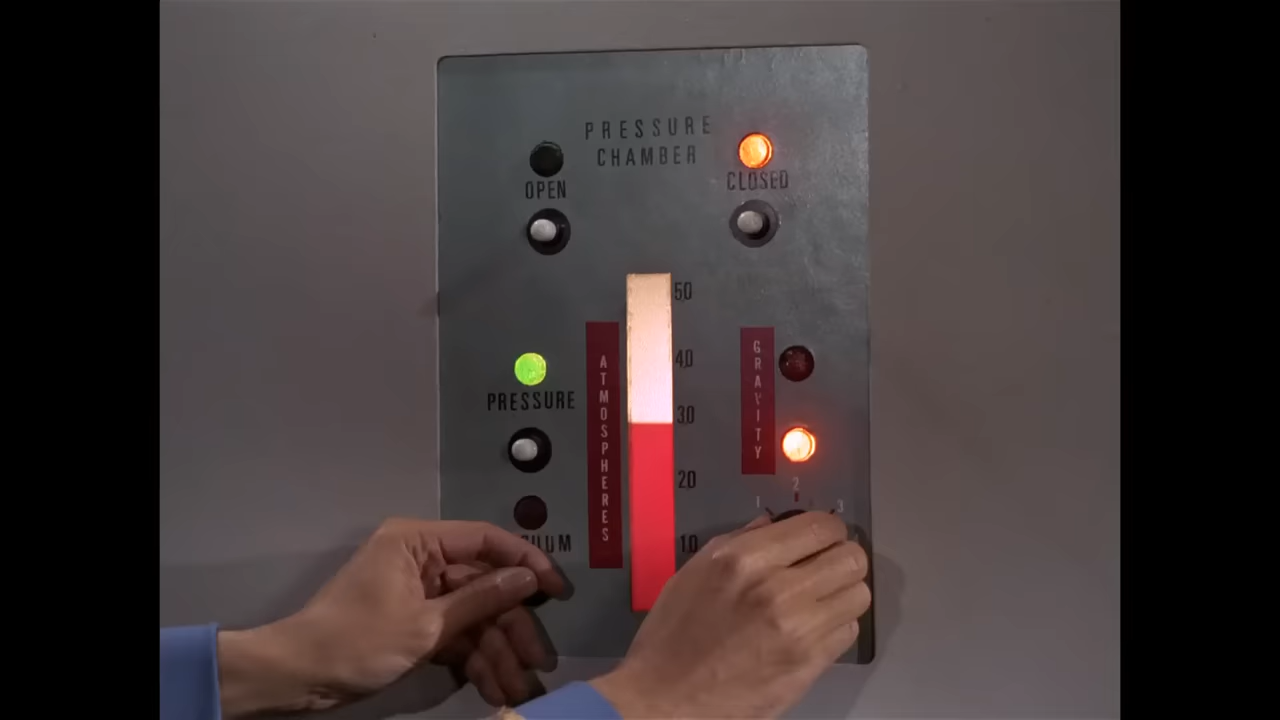 PRESSURE
CHAMBER
OPEN
CLOSED
50
40
30
20
10
PRESSURE
ATMOSPHERES
GRAVITY
1
2
3